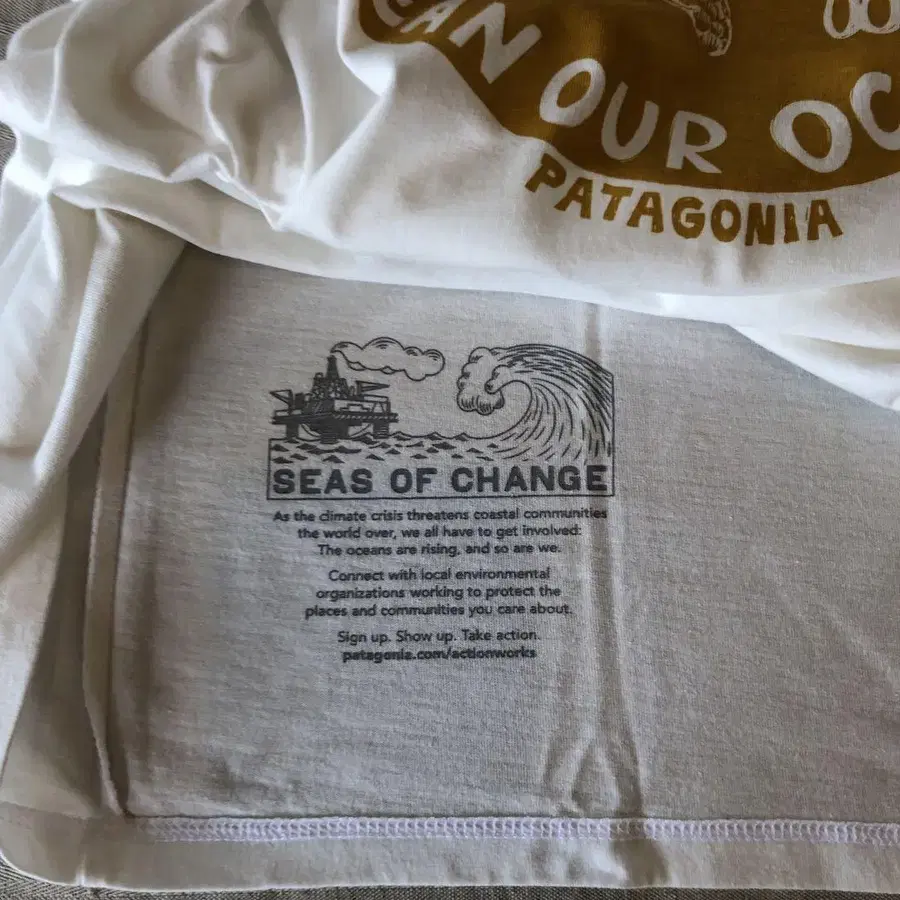 EAN OUR OC
PATAGONIA
SEAS OF CHANGE
As the climate crisis threatens coastal communities
the world over, we all have to get involved:
The oceans are rising, and so are we.
Connect with local environmental
organizations working to protect the
places and communities you care about.
Sign up. Show up. Take action.
patagonia.com/actionworks